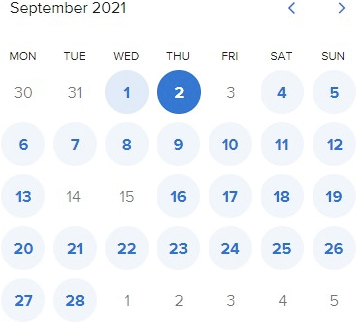 September 2021
MON TUE WED THU FRI SAT SUN
30 31 1 2 3 4 5
6 7 8 9 10 11 12
13 14 15 16 17 18 19
20 21 22 23 24 25 26
27 28 1 2 3 4 5